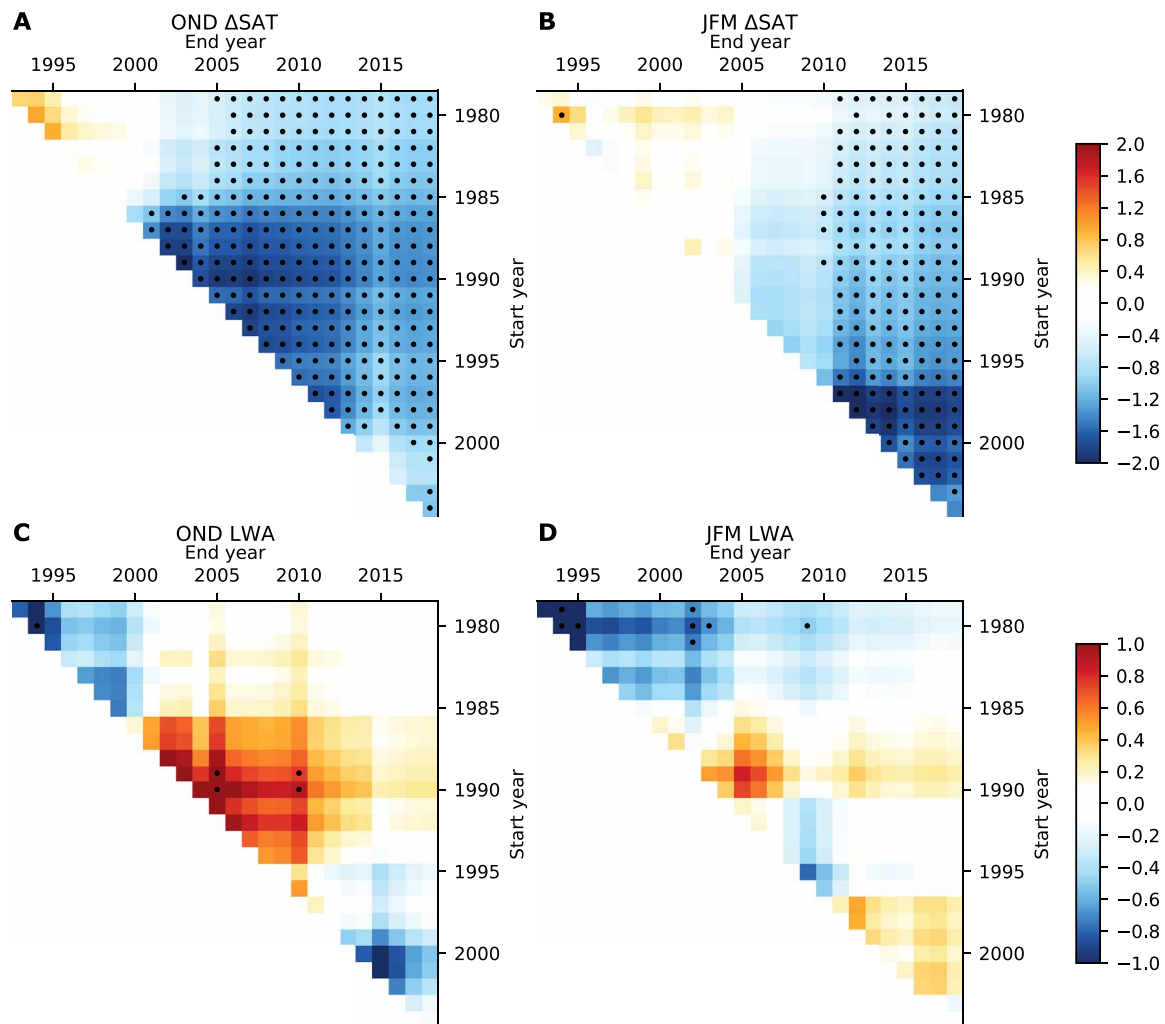 A
OND ΔSAT
End year
1995 2000 2005 2010 2015
1980
1985
1990
1995
2000
Start year
B
JFM ΔSAT
End year
1995 2000 2005 2010 2015
1980
1985
1990
1995
2000
Start year
2.0
1.6
1.2
0.8
0.4
0.0
−0.4
−0.8
−1.2
−1.6
−2.0
C
OND LWA
End year
1995 2000 2005 2010 2015
1980
1985
1990
1995
2000
Start year
D
JFM LWA
End year
1995 2000 2005 2010 2015
1980
1985
1990
1995
2000
Start year
1.0
0.8
0.6
0.4
0.2
0.0
−0.2
−0.4
−0.6
−0.8
−1.0